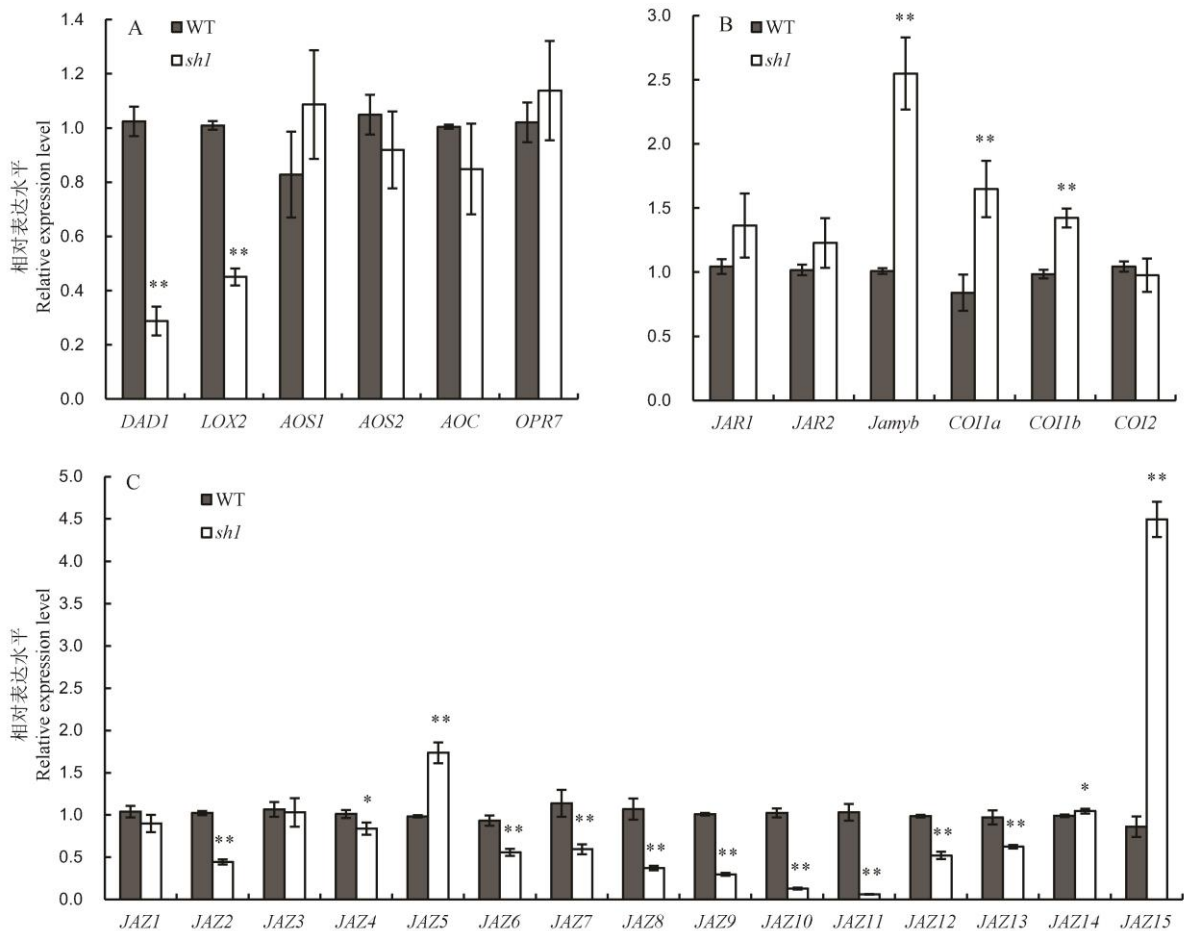 A
WT
sh1
1.4
1.2
1.0
0.8
0.6
0.4
0.2
0.0
相对表达水平
Relative expression level
**
**
DAD1 LOX2 AOS1 AOS2 AOC OPR7
B
WT
sh1
3.0
2.5
2.0
1.5
1.0
0.5
0.0
**
**
**
JAR1 JAR2 Jamyb COI1a COI1b COI2
C
WT
sh1
5.0
4.5
4.0
3.5
3.0
2.5
2.0
1.5
1.0
0.5
0.0
相对表达水平
Relative expression level
**
*
**
**
**
**
**
**
**
**
**
*
**
JAZ1 JAZ2 JAZ3 JAZ4 JAZ5 JAZ6 JAZ7 JAZ8 JAZ9 JAZ10 JAZ11 JAZ12 JAZ13 JAZ14 JAZ15